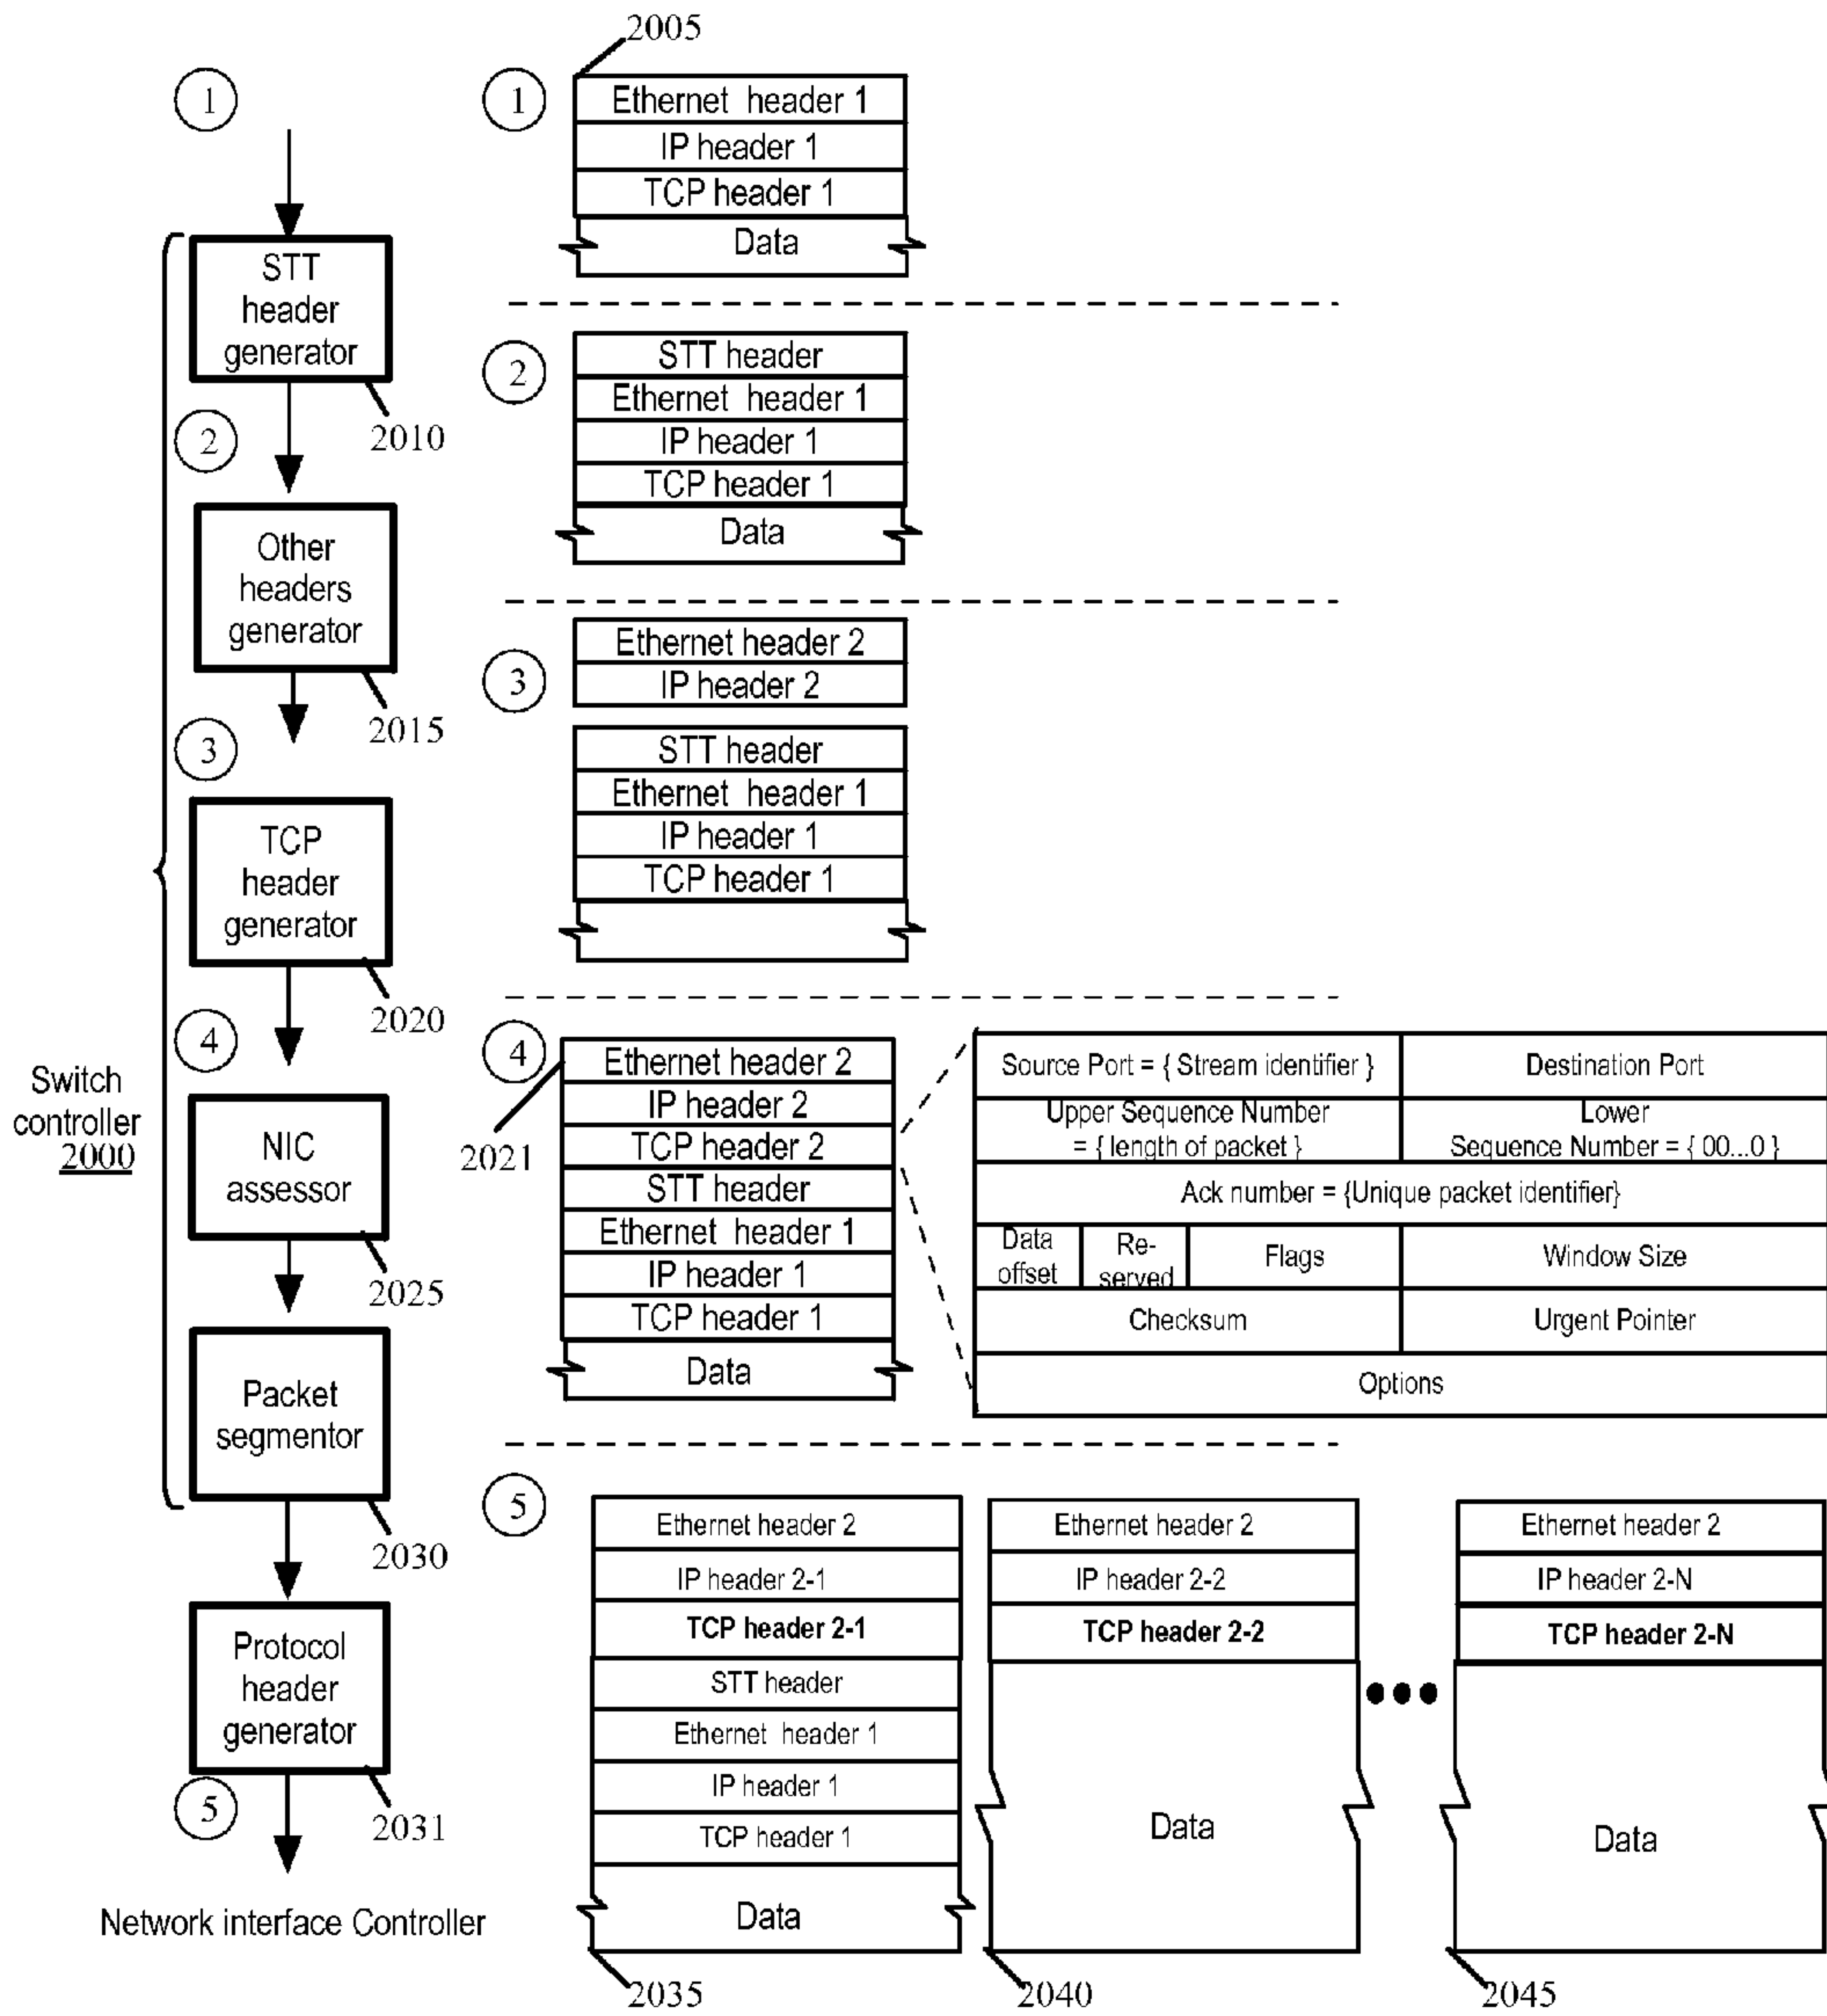 1
STT
header
generator
2010
2
Other
headers
generator
2015
3
TCP
header
generator
2020
4
Switch
controller
2000
NIC
assessor
2025
Packet
segmentor
2030
Protocol
header
generator
2031
5
Network interface Controller
2005
1
Ethernet header 1
IP header 1
TCP header 1
Data
2
STT header
Ethernet header 1
IP header 1
TCP header 1
Data
3
Ethernet header 2
IP header 2
STT header
Ethernet header 1
IP header 1
TCP header 1
4
2021
Ethernet header 2
IP header 2
TCP header 2
STT header
Ethernet header 1
IP header 1
TCP header 1
Data
Source Port = { Stream identifier }
Destination Port
Upper Sequence Number
= { length of packet }
Lower
Sequence Number = { 00...0 }
Ack number = {Unique packet identifier}
Data
offset
Re-
served
Flags
Window Size
Checksum
Urgent Pointer
Options
5
Ethernet header 2
IP header 2-1
TCP header 2-1
STT header
Ethernet header 1
IP header 1
TCP header 1
Data
2035
Ethernet header 2
IP header 2-2
TCP header 2-2
Data
2040
Ethernet header 2
IP header 2-N
TCP header 2-N
Data
2045